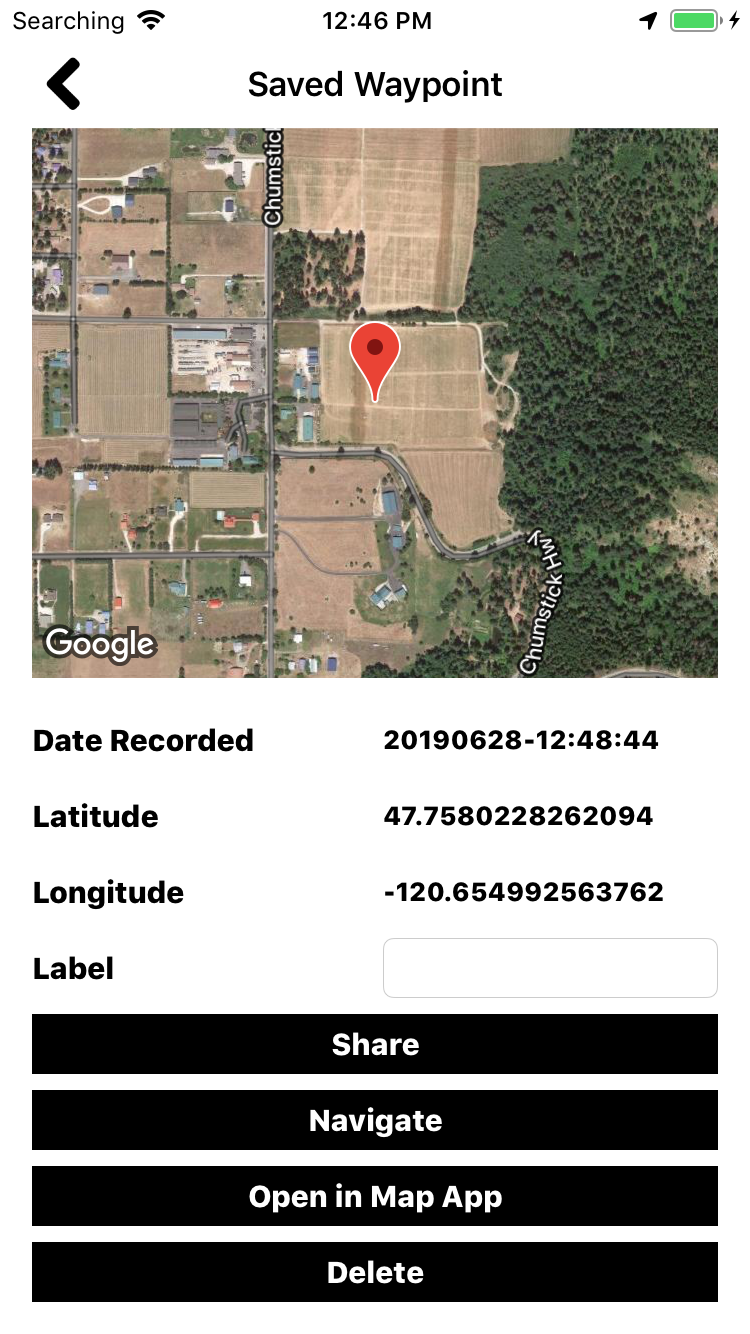 Searching 12:46 PM
Saved Waypoint
Chumstick
Chumstick Hwy
Google
Date Recorded 20190628-12:48:44
Latitude 47.7580228262094
Longitude -120.654992563762
Label
Share
Navigate
Open in Map App
Delete